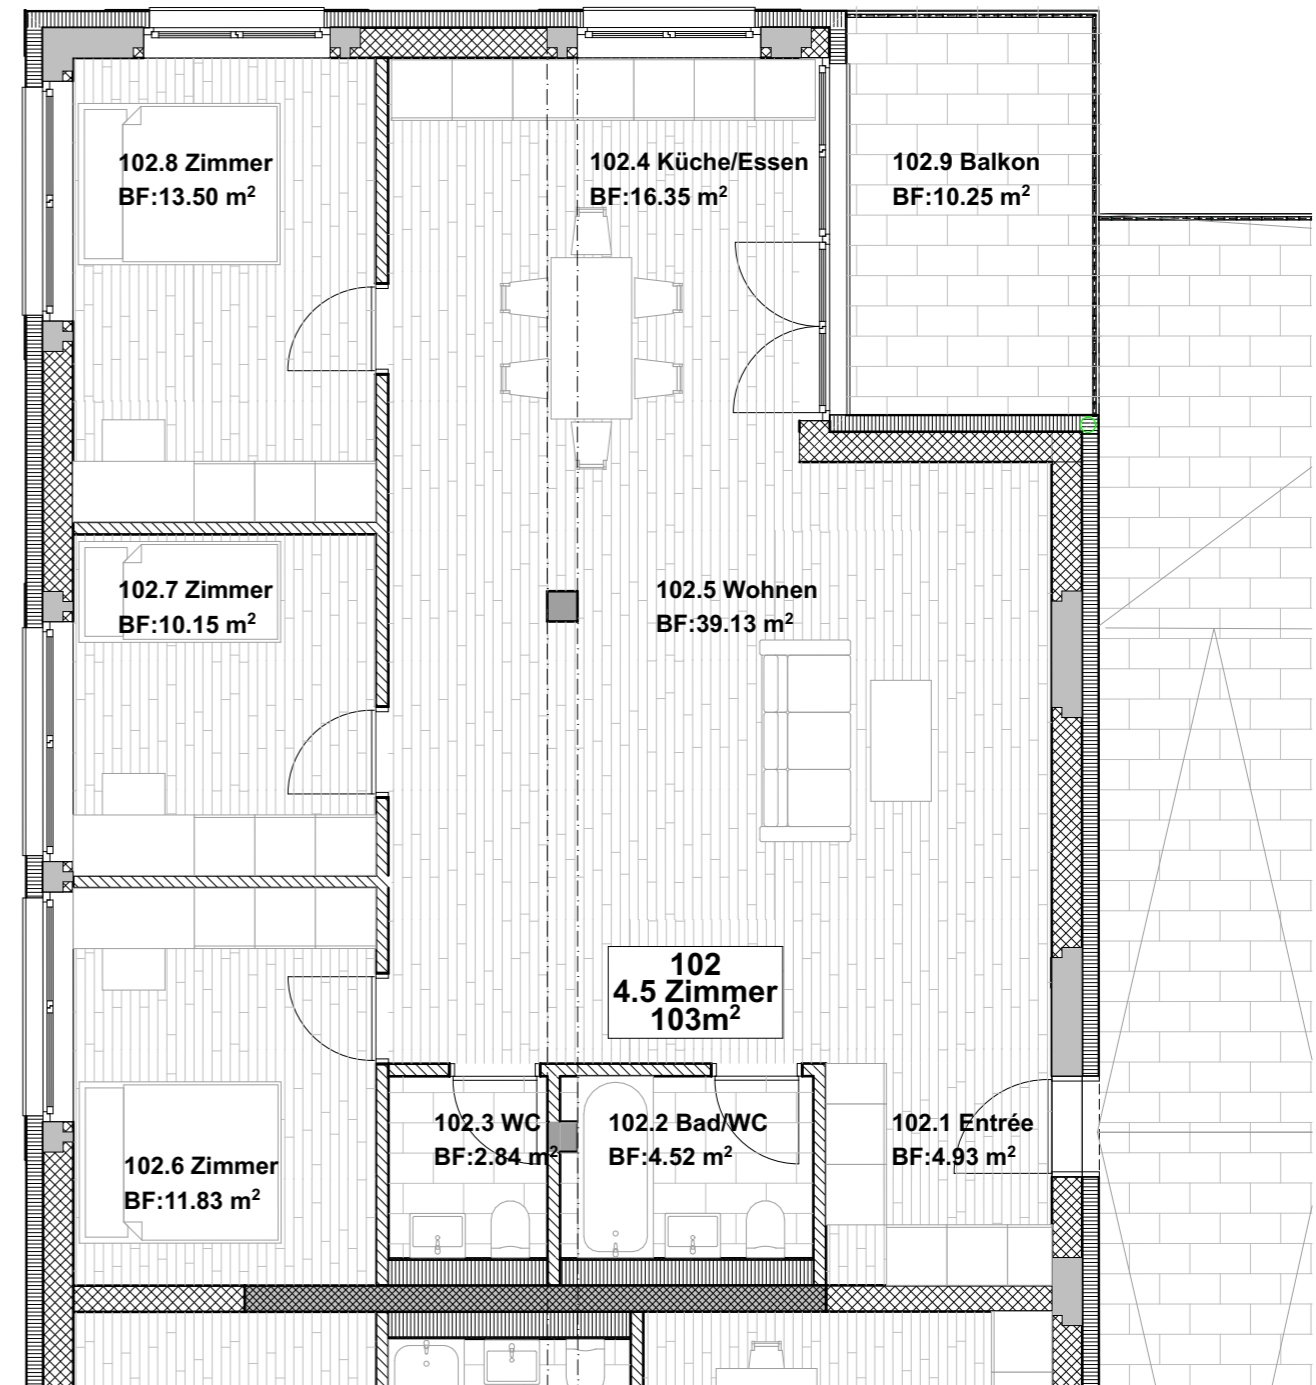 102.8 Zimmer
BF:13.50 m²
102.4 Küche/Essen
BF:16.35 m²
102.9 Balkon
BF:10.25 m²
102.7 Zimmer
BF:10.15 m²
102.5 Wohnen
BF:39.13 m²
102
4.5 Zimmer
103m²
102.6 Zimmer
BF:11.83 m²
102.3 WC
BF:2.84 m²
102.2 Bad/WC
BF:4.52 m²
102.1 Entrée
BF:4.93 m²